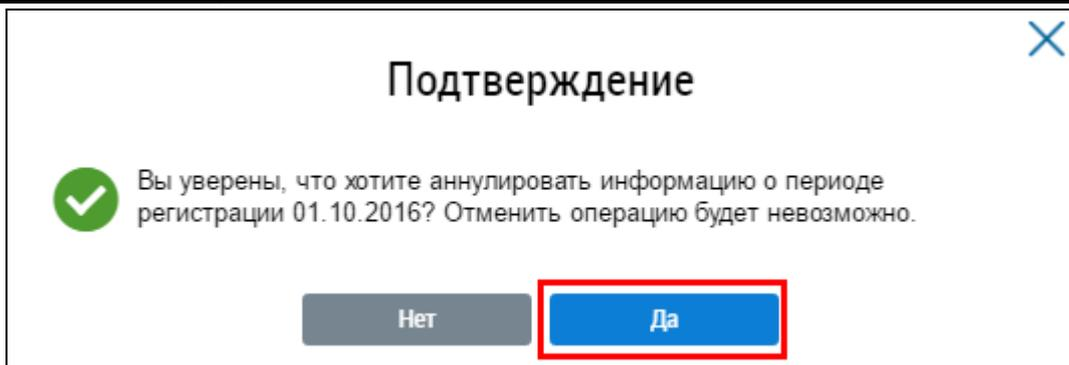 Подтверждение
Вы уверены, что хотите аннулировать информацию о периоде
регистрации 01.10.2016? Отменить операцию будет невозможно.
Нет Да